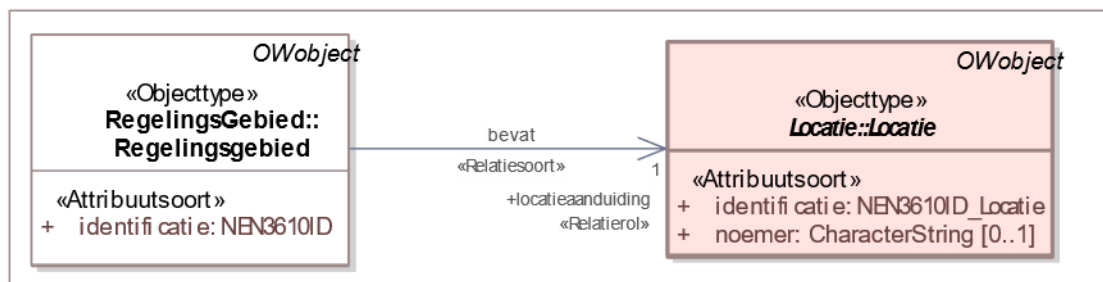 OWobject
«Objecttype»
RegelingsGebied::
Regelingsgebied
«Attribuutsoort»
+ identificatie: NEN3610ID
bevat
«Relatiesoort»
1
+locatieaanduiding
«Relatierol»
OWobject
«Objecttype»
Locatie::Locatie
«Attribuutsoort»
+ identificatie: NEN3610ID_Locatie
+ noemer: CharacterString [0..1]